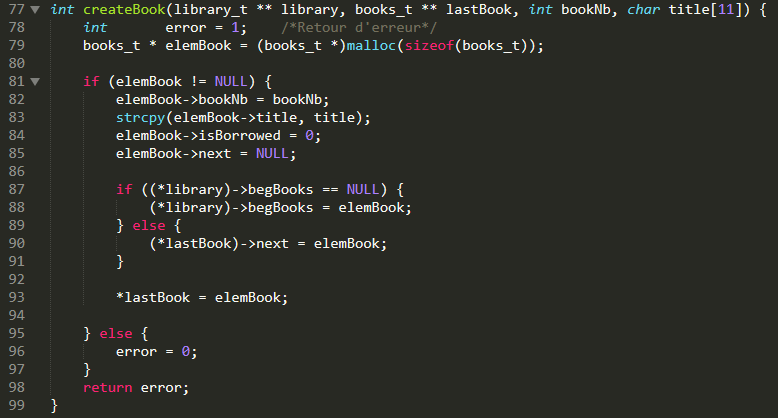 77 int createBook(library_t ** library, books_t ** lastBook, int bookNb, char title[11]) {
78     int       error = 1;    /*Retour d'erreur*/
79     books_t * elemBook = (books_t *)malloc(sizeof(books_t));
80
81     if (elemBook != NULL) {
82         elemBook->bookNb = bookNb;
83         strcpy(elemBook->title, title);
84         elemBook->isBorrowed = 0;
85         elemBook->next = NULL;
86
87         if ((*library)->begBooks == NULL) {
88             (*library)->begBooks = elemBook;
89         } else {
90             (*lastBook)->next = elemBook;
91         }
92
93         *lastBook = elemBook;
94
95     } else {
96         error = 0;
97     }
98     return error;
99 }